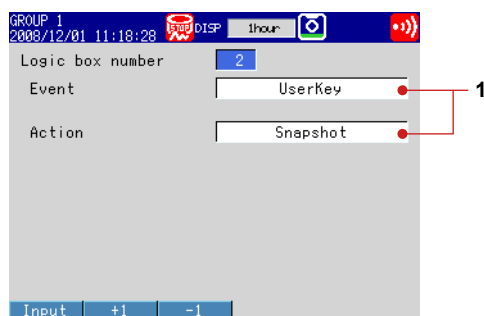 GROUP 1
2008/12/01 11:18:28 STOP DISP 1hour
Logic box number 2
Event UserKey
1
Action Snapshot
Input +1 -1